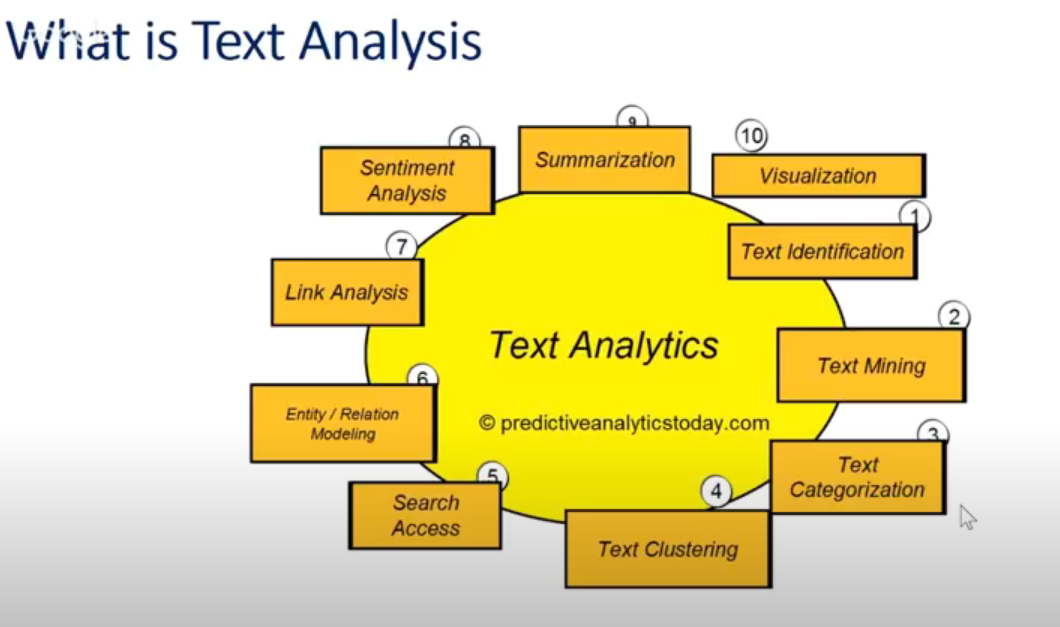 What is Text Analysis
Google
9
Summarization
10
Visualization
8
Sentiment
Analysis
1
Text Identification
7
Link Analysis
2
Text Mining
Text Analytics
6
Entity / Relation
Modeling
© predictiveanalyticstoday.com
3
Text
Categorization
5
Search
Access
4
Text Clustering